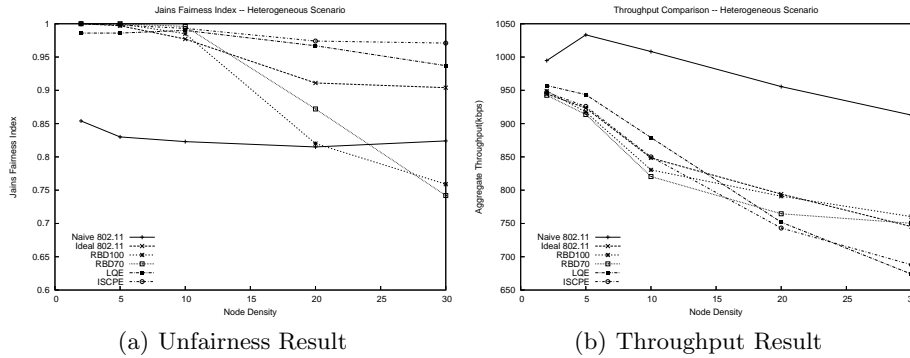 Jains Fairness Index -- Heterogeneous Scenario
1
0.95
0.9
0.85
0.8
0.75
0.7
0.65
0.6
Jains Fairness Index
Naive 802.11
Ideal 802.11
RBD100
RBD70
LQE
ISCPE
0 5 10 15 20 25 30
Node Density
(a) Unfairness Result
Throughput Comparison -- Heterogeneous Scenario
1050
1000
950
900
850
800
750
700
650
Aggregate Throughput(kbps)
Naive 802.11
Ideal 802.11
RBD100
RBD70
LQE
ISCPE
0 5 10 15 20 25 30
Node Density
(b) Throughput Result